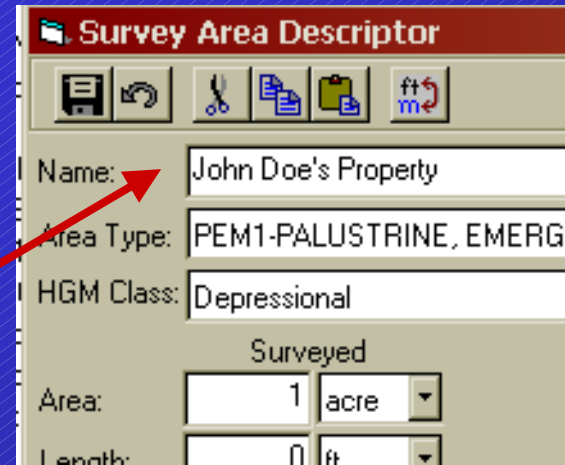 Survey Area Descriptor
ft m
Name: John Doe's Property
Area Type: PEM1-PALUSTRINE, EMERG
HGM Class: Depressional
Surveyed
Area: 1 acre
Length: 0 ft